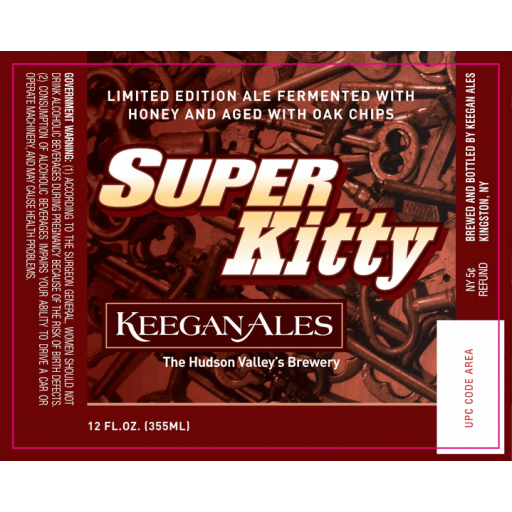 LIMITED EDITION ALE FERMENTED WITH
HONEY AND AGED WITH OAK CHIPS
SUPER
Kitty
KEEGAN ALES
The Hudson Valley's Brewery
12 FL.OZ. (355ML)
GOVERNMENT WARNING: (1) ACCORDING TO THE SURGEON GENERAL, WOMEN SHOULD NOT
DRINK ALCOHOLIC BEVERAGES DURING PREGNANCY BECAUSE OF THE RISK OF BIRTH DEFECTS.
(2) CONSUMPTION OF ALCOHOLIC BEVERAGES IMPAIRS YOUR ABILITY TO DRIVE A CAR OR
OPERATE MACHINERY, AND MAY CAUSE HEALTH PROBLEMS.
BREWED AND BOTTLED BY KEEGAN ALES
KINGSTON, NY
NY 5¢
REFUND
UPC CODE AREA